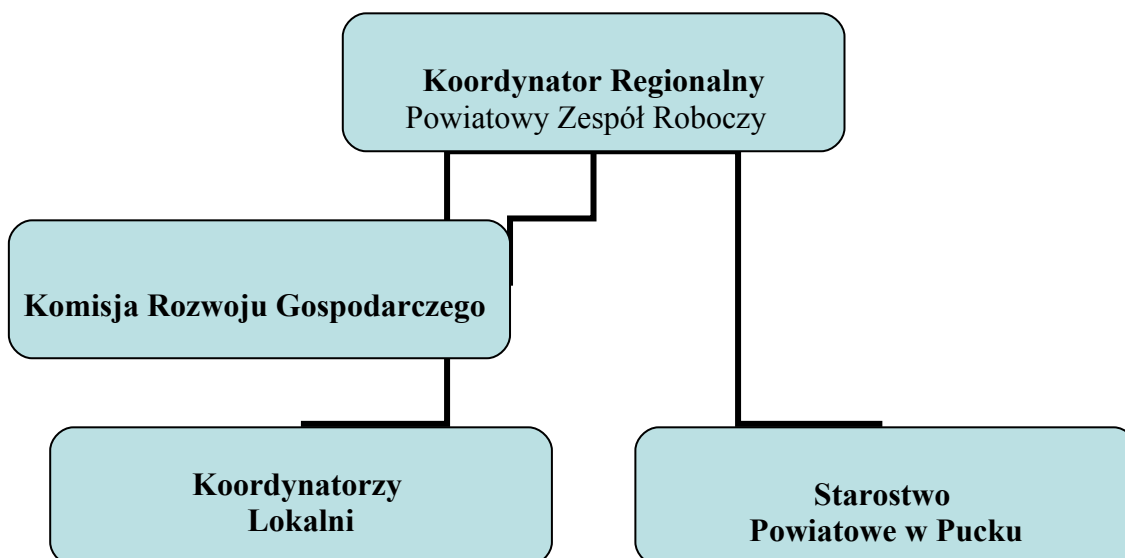 Koordynator Regionalny
Powiatowy Zespół Roboczy
Komisja Rozwoju Gospodarczego
Koordynatorzy
Lokalni
Starostwo
Powiatowe w Pucku